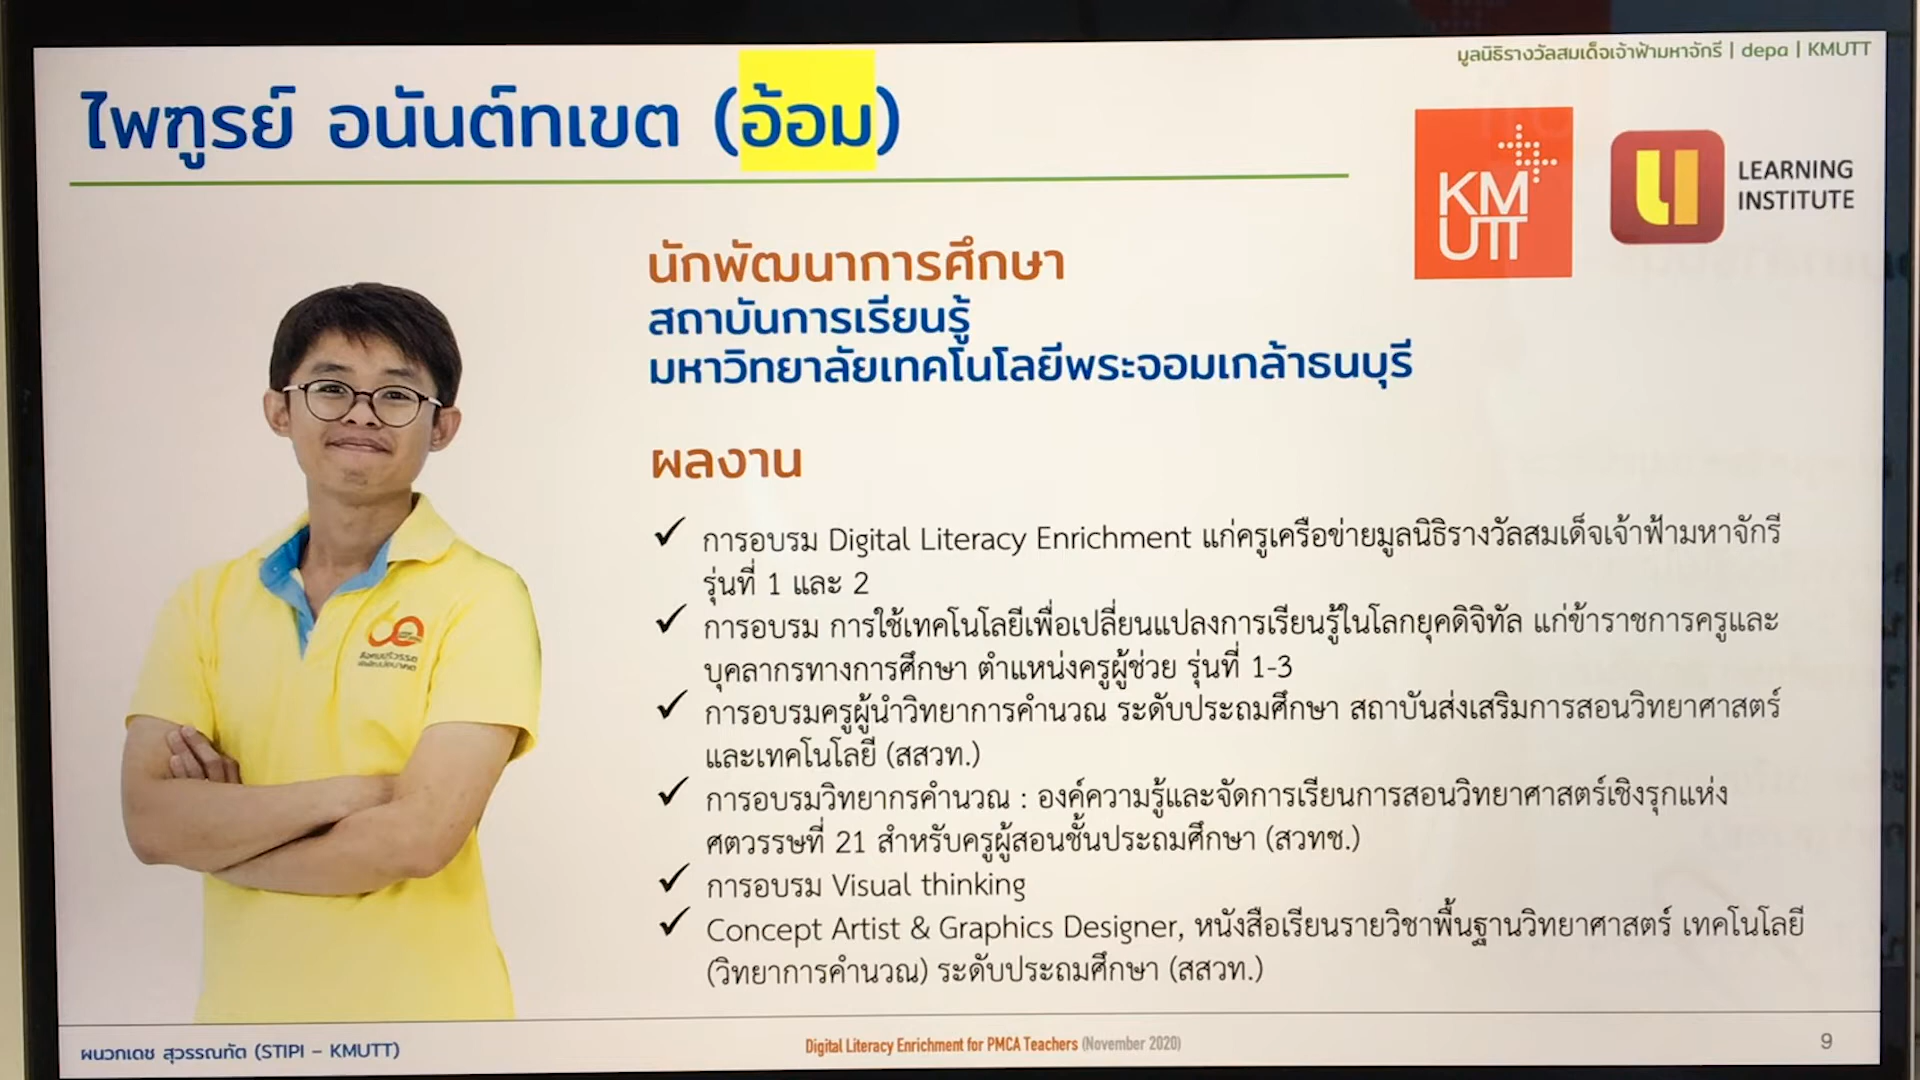 มูลนิธิรางวัลสมเด็จเจ้าฟ้ามหาจักรี | depa | KMUTT
ไพฑูรย์ อนันต์ทเขต (อ้อม)
KM
UTT
LEARNING
INSTITUTE
นักพัฒนาการศึกษา
สถาบันการเรียนรู้
มหาวิทยาลัยเทคโนโลยีพระจอมเกล้าธนบุรี
ผลงาน
✓ การอบรม Digital Literacy Enrichment แก่ครูเครือข่ายมูลนิธิรางวัลสมเด็จเจ้าฟ้ามหาจักรี
รุ่นที่ 1 และ 2
✓ การอบรม การใช้เทคโนโลยีเพื่อเปลี่ยนแปลงการเรียนรู้ในโลกยุคดิจิทัล แก่ข้าราชการครูและ
บุคลากรทางการศึกษา ตำแหน่งครูผู้ช่วย รุ่นที่ 1-3
✓ การอบรมครูผู้นำวิทยาการคำนวณ ระดับประถมศึกษา สถาบันส่งเสริมการสอนวิทยาศาสตร์
และเทคโนโลยี (สสวท.)
✓ การอบรมวิทยากรคำนวณ : องค์ความรู้และจัดการเรียนการสอนวิทยาศาสตร์เชิงรุกแห่ง
ศตวรรษที่ 21 สำหรับครูผู้สอนชั้นประถมศึกษา (สวทช.)
✓ การอบรม Visual thinking
✓ Concept Artist & Graphics Designer, หนังสือเรียนรายวิชาพื้นฐานวิทยาศาสตร์ เทคโนโลยี
(วิทยาการคำนวณ) ระดับประถมศึกษา (สสวท.)
ผนวกเดช สุวรรณทัต (STIPI – KMUTT)
Digital Literacy Enrichment for PMCA Teachers (November 2020)
9